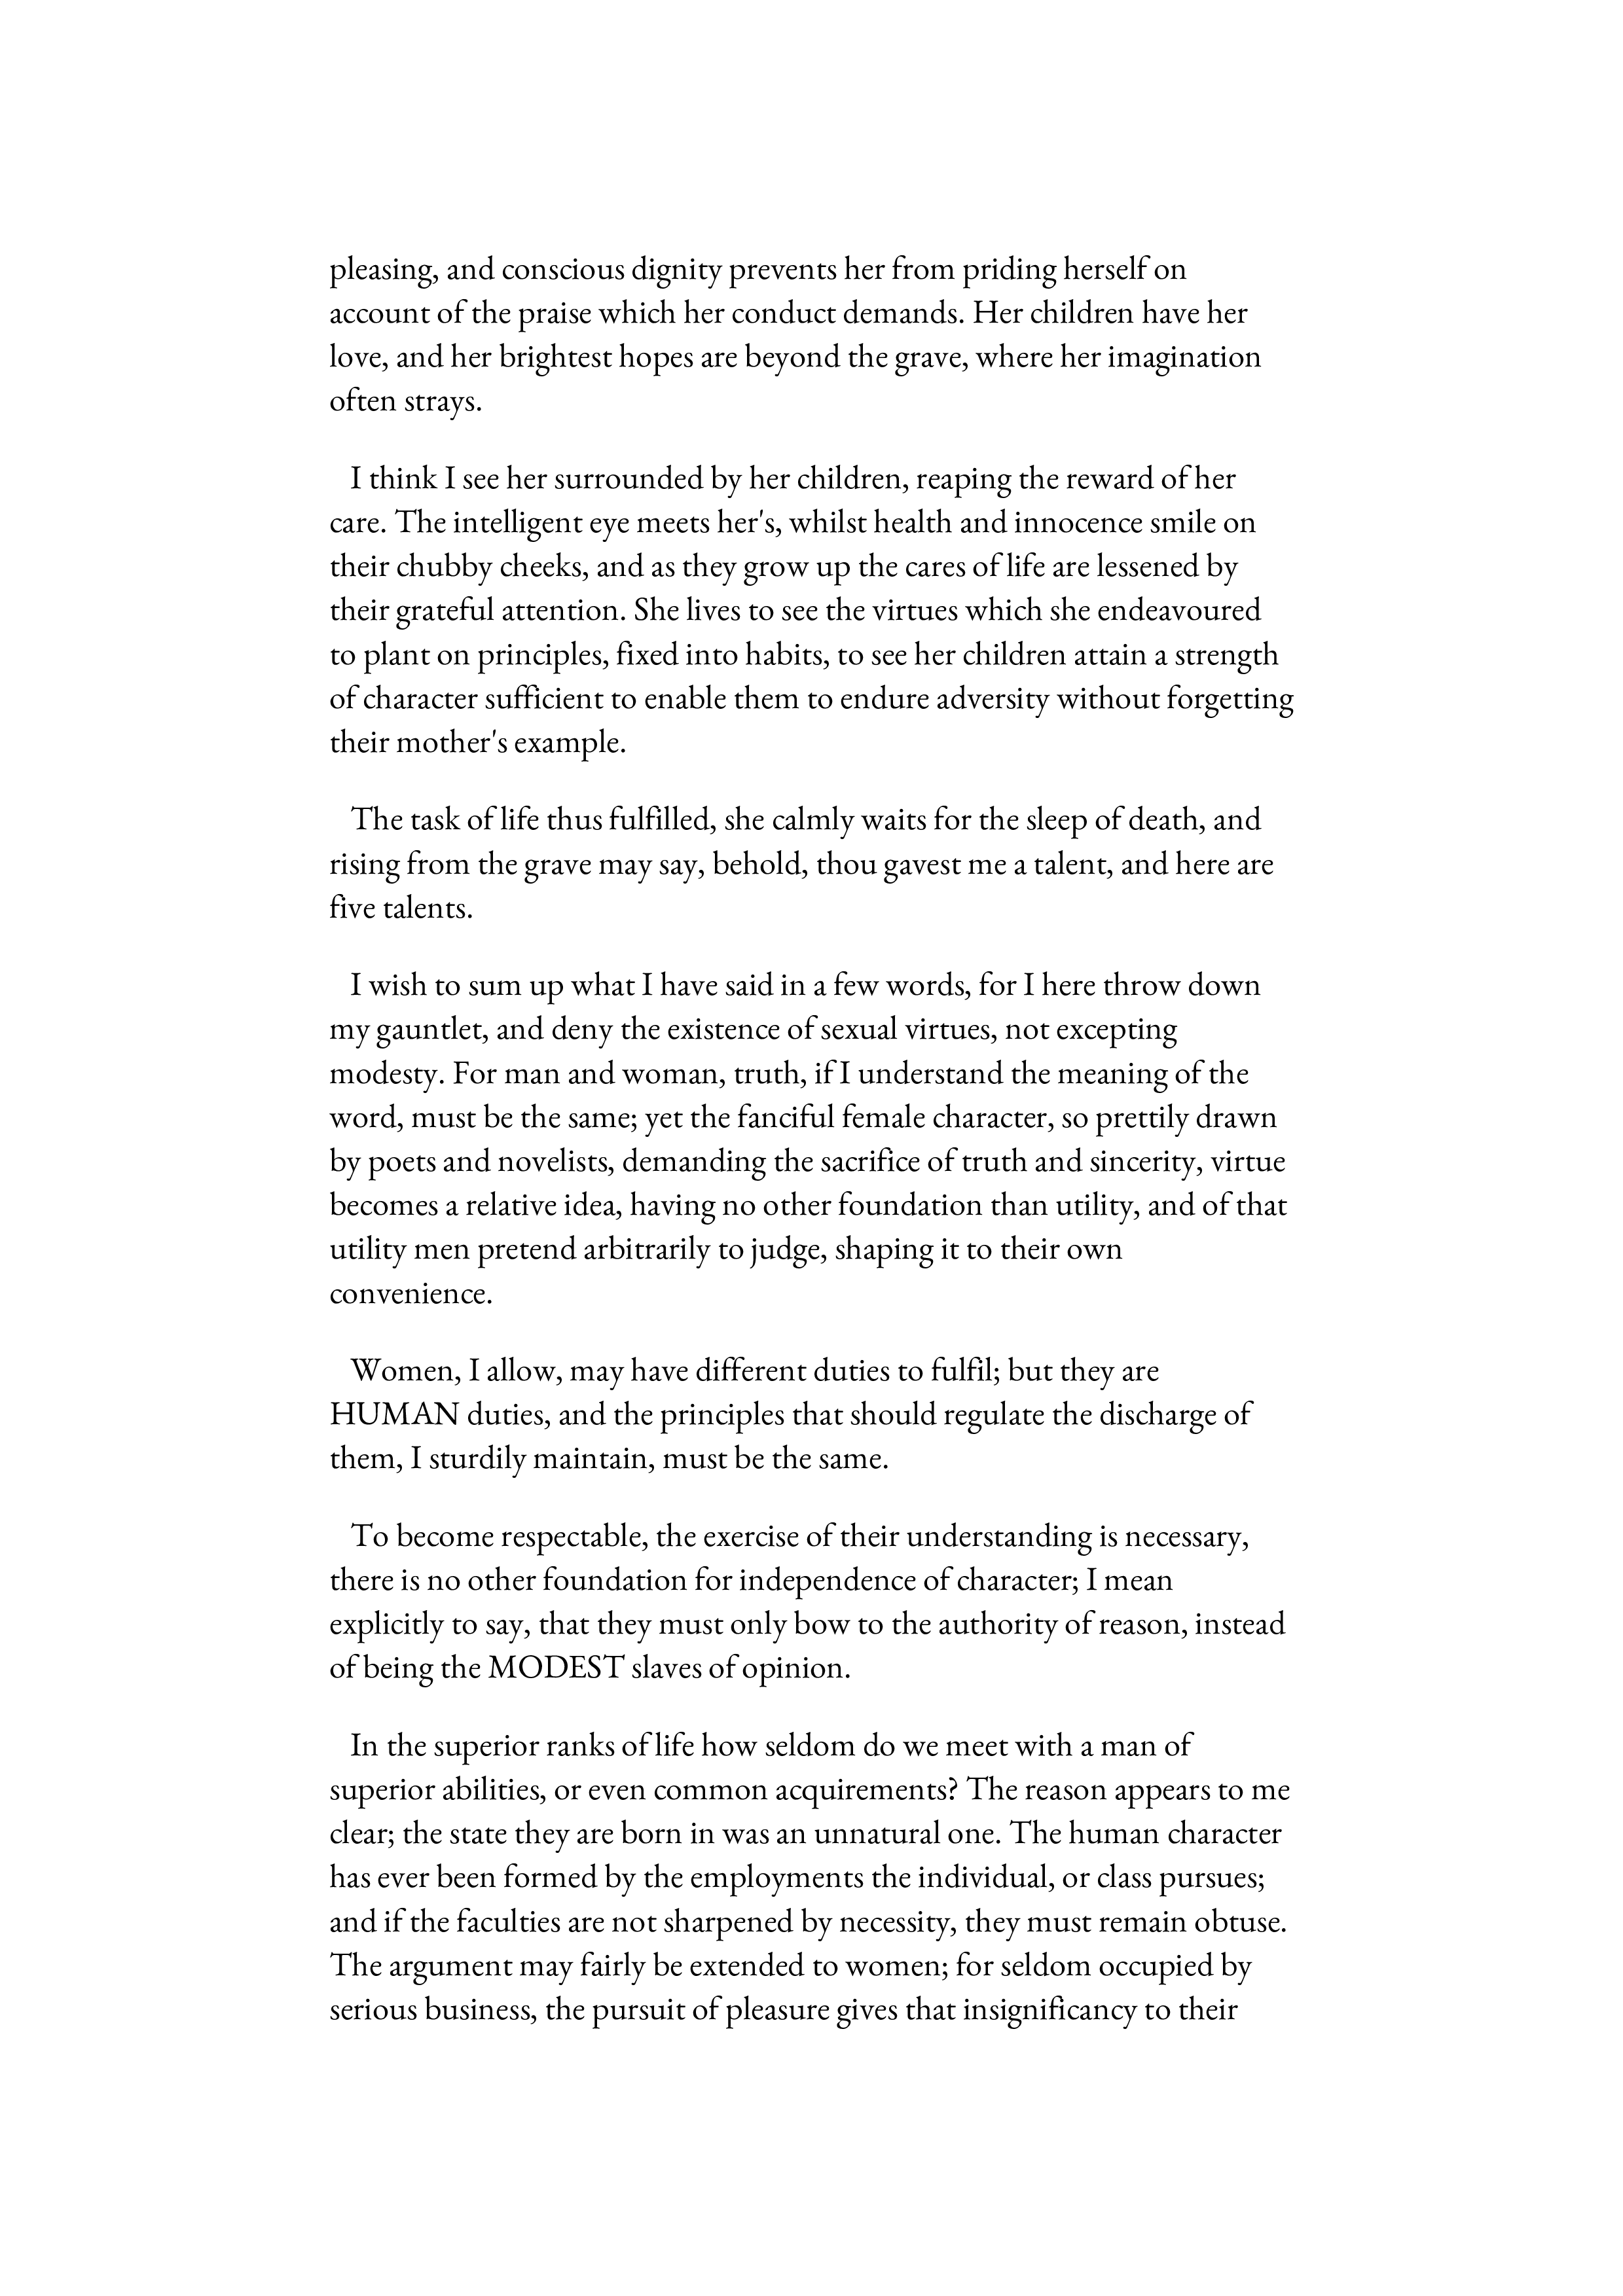 pleasing, and conscious dignity prevents her from priding herself on
account of the praise which her conduct demands. Her children have her
love, and her brightest hopes are beyond the grave, where her imagination
often strays.
I think I see her surrounded by her children, reaping the reward of her
care. The intelligent eye meets her's, whilst health and innocence smile on
their chubby cheeks, and as they grow up the cares of life are lessened by
their grateful attention. She lives to see the virtues which she endeavoured
to plant on principles, fixed into habits, to see her children attain a strength
of character sufficient to enable them to endure adversity without forgetting
their mother's example.
The task of life thus fulfilled, she calmly waits for the sleep of death, and
rising from the grave may say, behold, thou gavest me a talent, and here are
five talents.
I wish to sum up what I have said in a few words, for I here throw down
my gauntlet, and deny the existence of sexual virtues, not excepting
modesty. For man and woman, truth, if I understand the meaning of the
word, must be the same; yet the fanciful female character, so prettily drawn
by poets and novelists, demanding the sacrifice of truth and sincerity, virtue
becomes a relative idea, having no other foundation than utility, and of that
utility men pretend arbitrarily to judge, shaping it to their own
convenience.
Women, I allow, may have different duties to fulfil; but they are
HUMAN duties, and the principles that should regulate the discharge of
them, I sturdily maintain, must be the same.
To become respectable, the exercise of their understanding is necessary,
there is no other foundation for independence of character; I mean
explicitly to say, that they must only bow to the authority of reason, instead
of being the MODEST slaves of opinion.
In the superior ranks of life how seldom do we meet with a man of
superior abilities, or even common acquirements? The reason appears to me
clear; the state they are born in was an unnatural one. The human character
has ever been formed by the employments the individual, or class pursues;
and if the faculties are not sharpened by necessity, they must remain obtuse.
The argument may fairly be extended to women; for seldom occupied by
serious business, the pursuit of pleasure gives that insignificancy to their